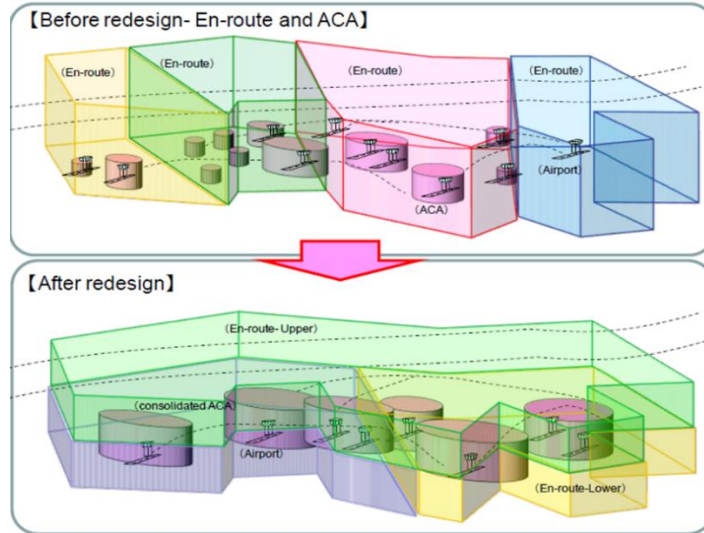 【Before redesign- En-route and ACA】
(En-route)
(En-route)
(En-route)
(En-route)
(Airport)
(ACA)
【After redesign】
(En-route- Upper)
(consolidated ACA)
(Airport)
(En-route-Lower)